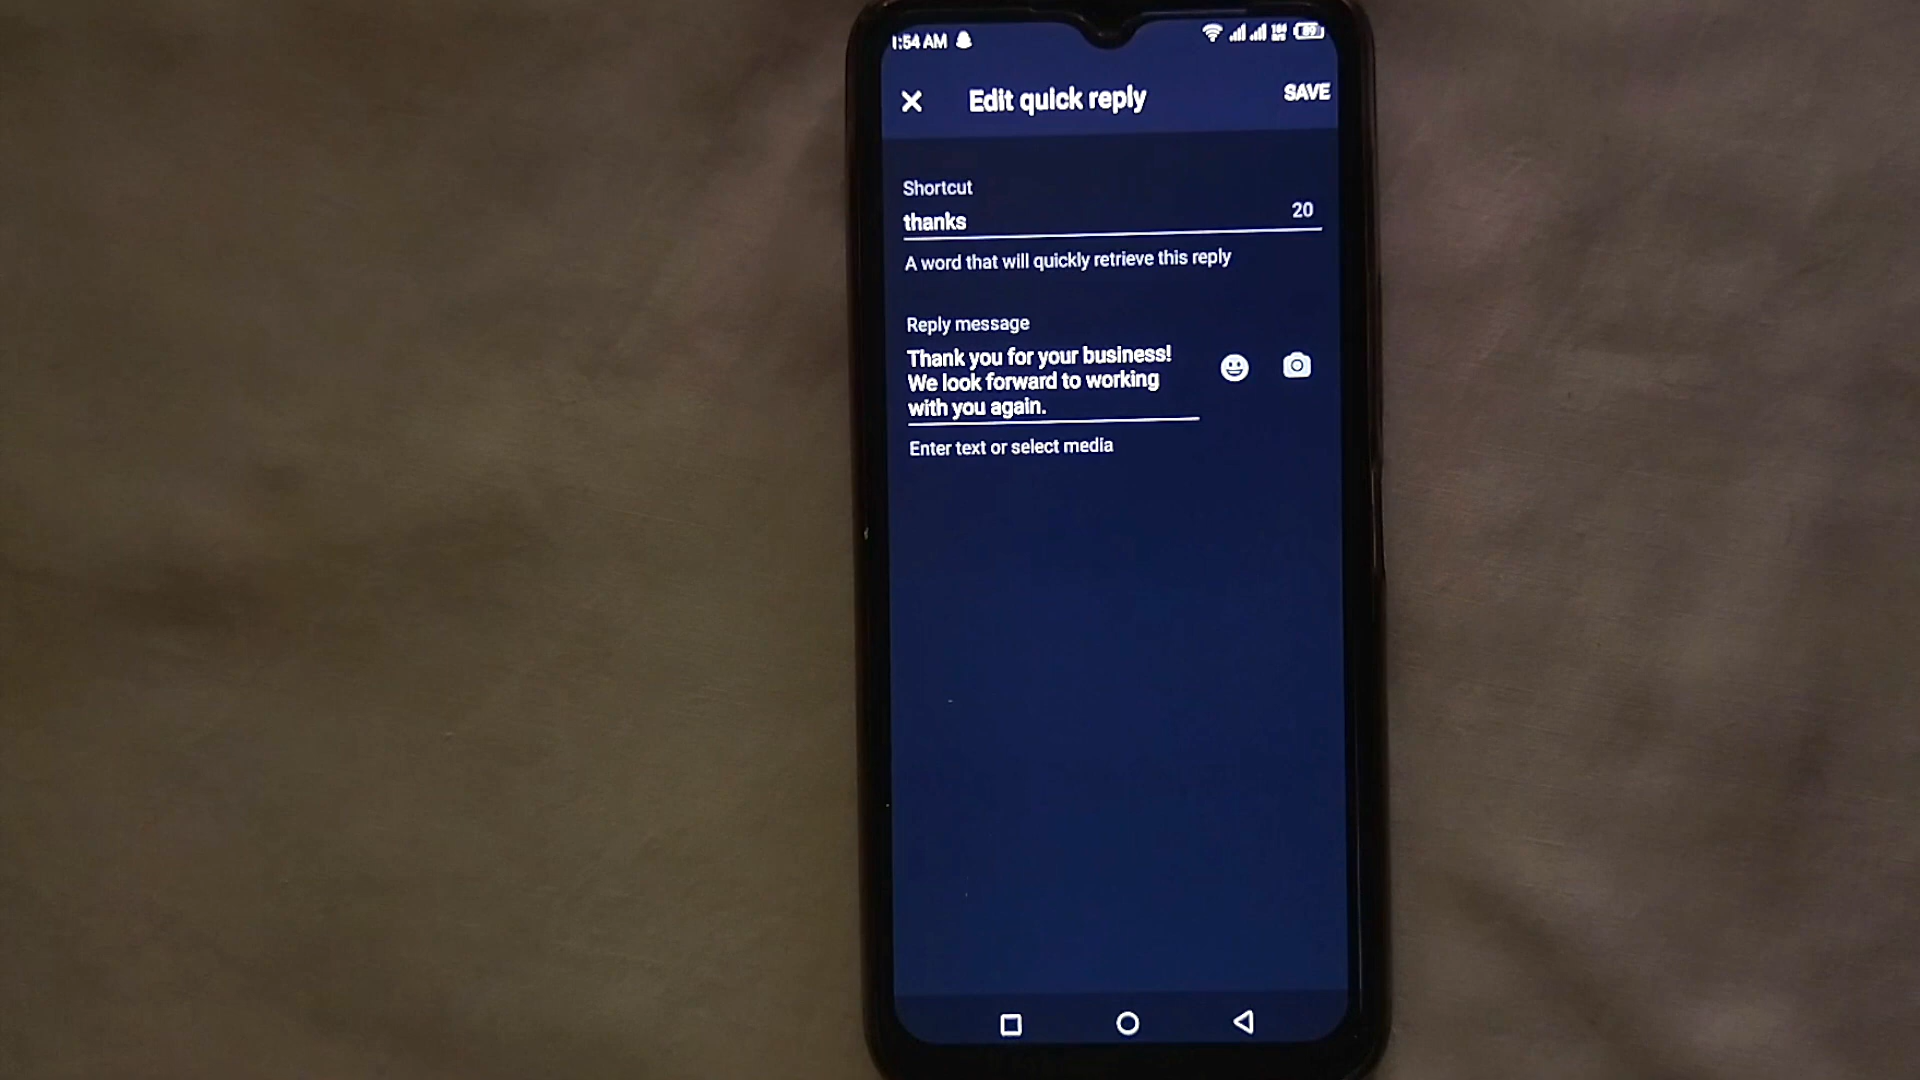 1:54 AM
89
Edit quick reply
SAVE
Shortcut
thanks
20
A word that will quickly retrieve this reply
Reply message
Thank you for your business!
We look forward to working
with you again.
Enter text or select media